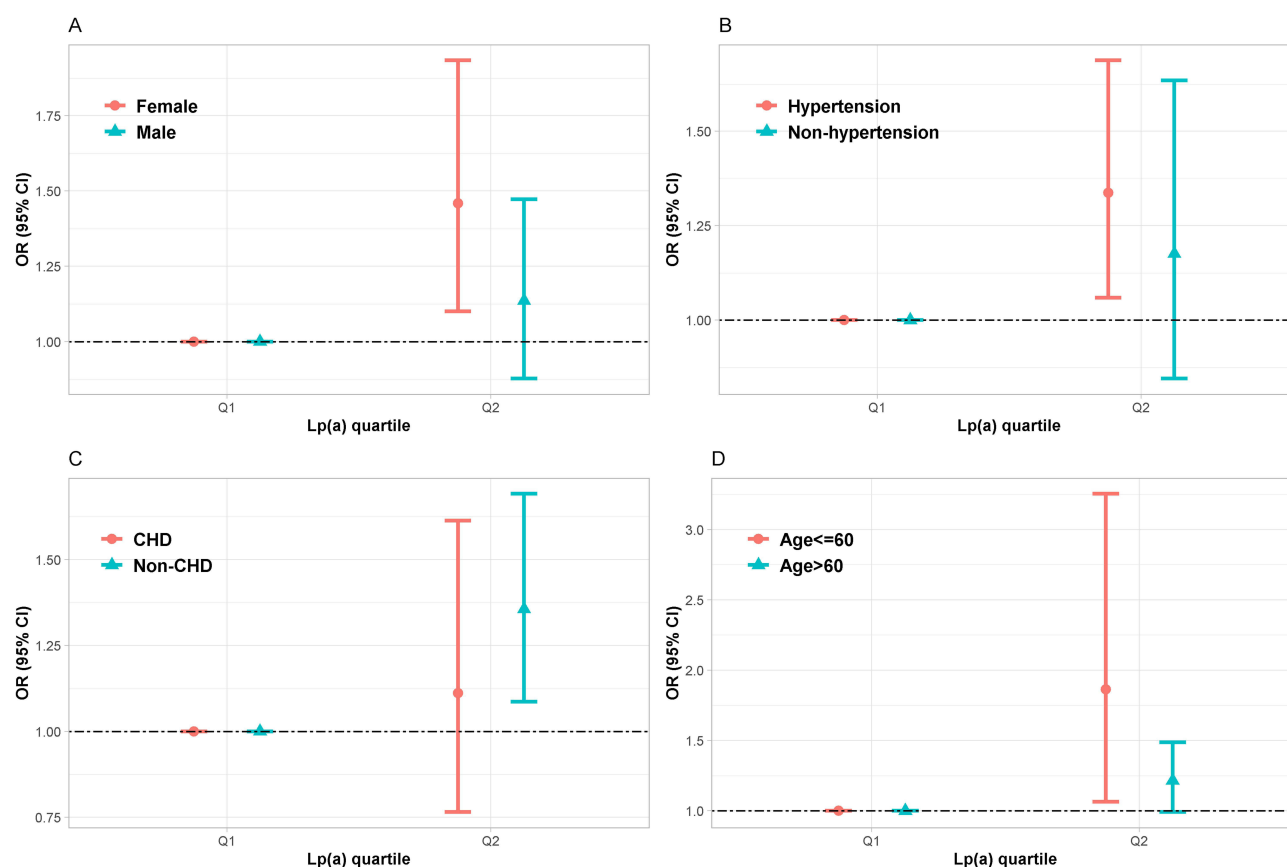 A
OR (95% CI)
1.75
1.50
1.25
1.00
Female
Male
Q1
Q2
Lp(a) quartile
B
OR (95% CI)
1.50
1.25
1.00
Hypertension
Non-hypertension
Q1
Q2
Lp(a) quartile
C
OR (95% CI)
1.50
1.25
1.00
0.75
CHD
Non-CHD
Q1
Q2
Lp(a) quartile
D
OR (95% CI)
3.0
2.5
2.0
1.5
1.0
Age<=60
Age>60
Q1
Q2
Lp(a) quartile